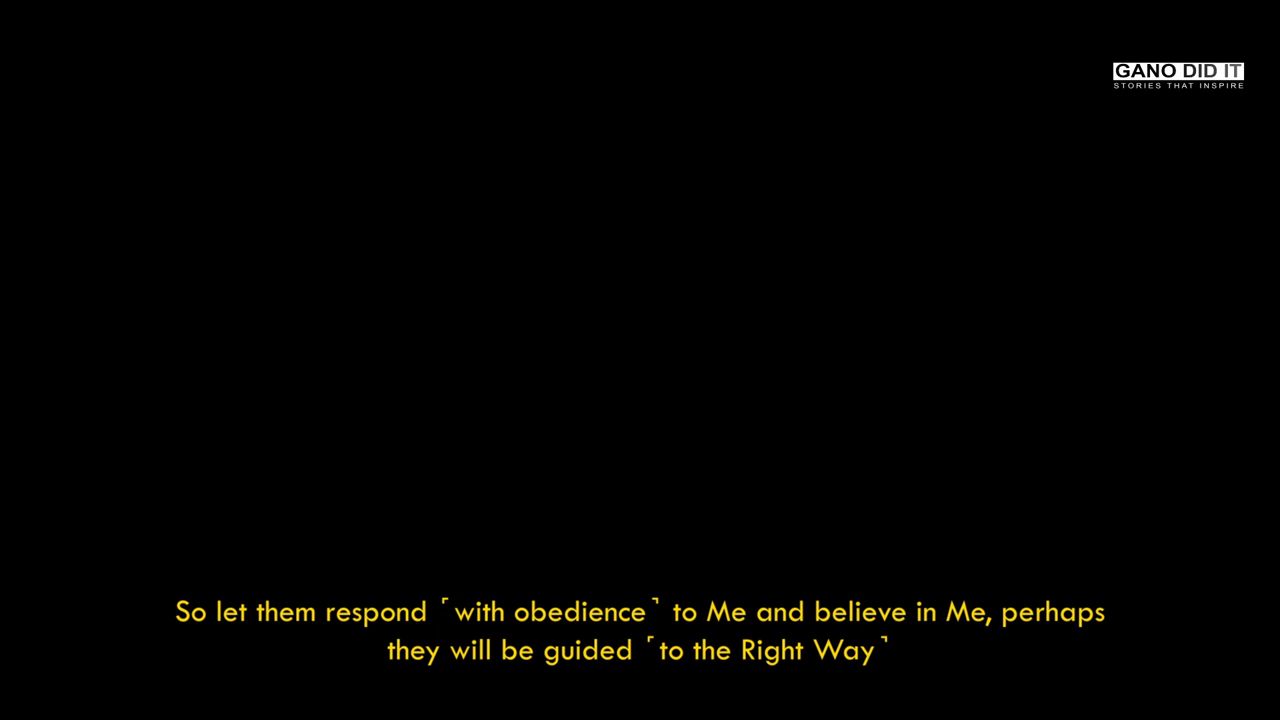 GANO DID IT
STORIES THAT INSPIRE
So let them respond ⸢with obedience⸣ to Me and believe in Me, perhaps
they will be guided ⸢to the Right Way⸣